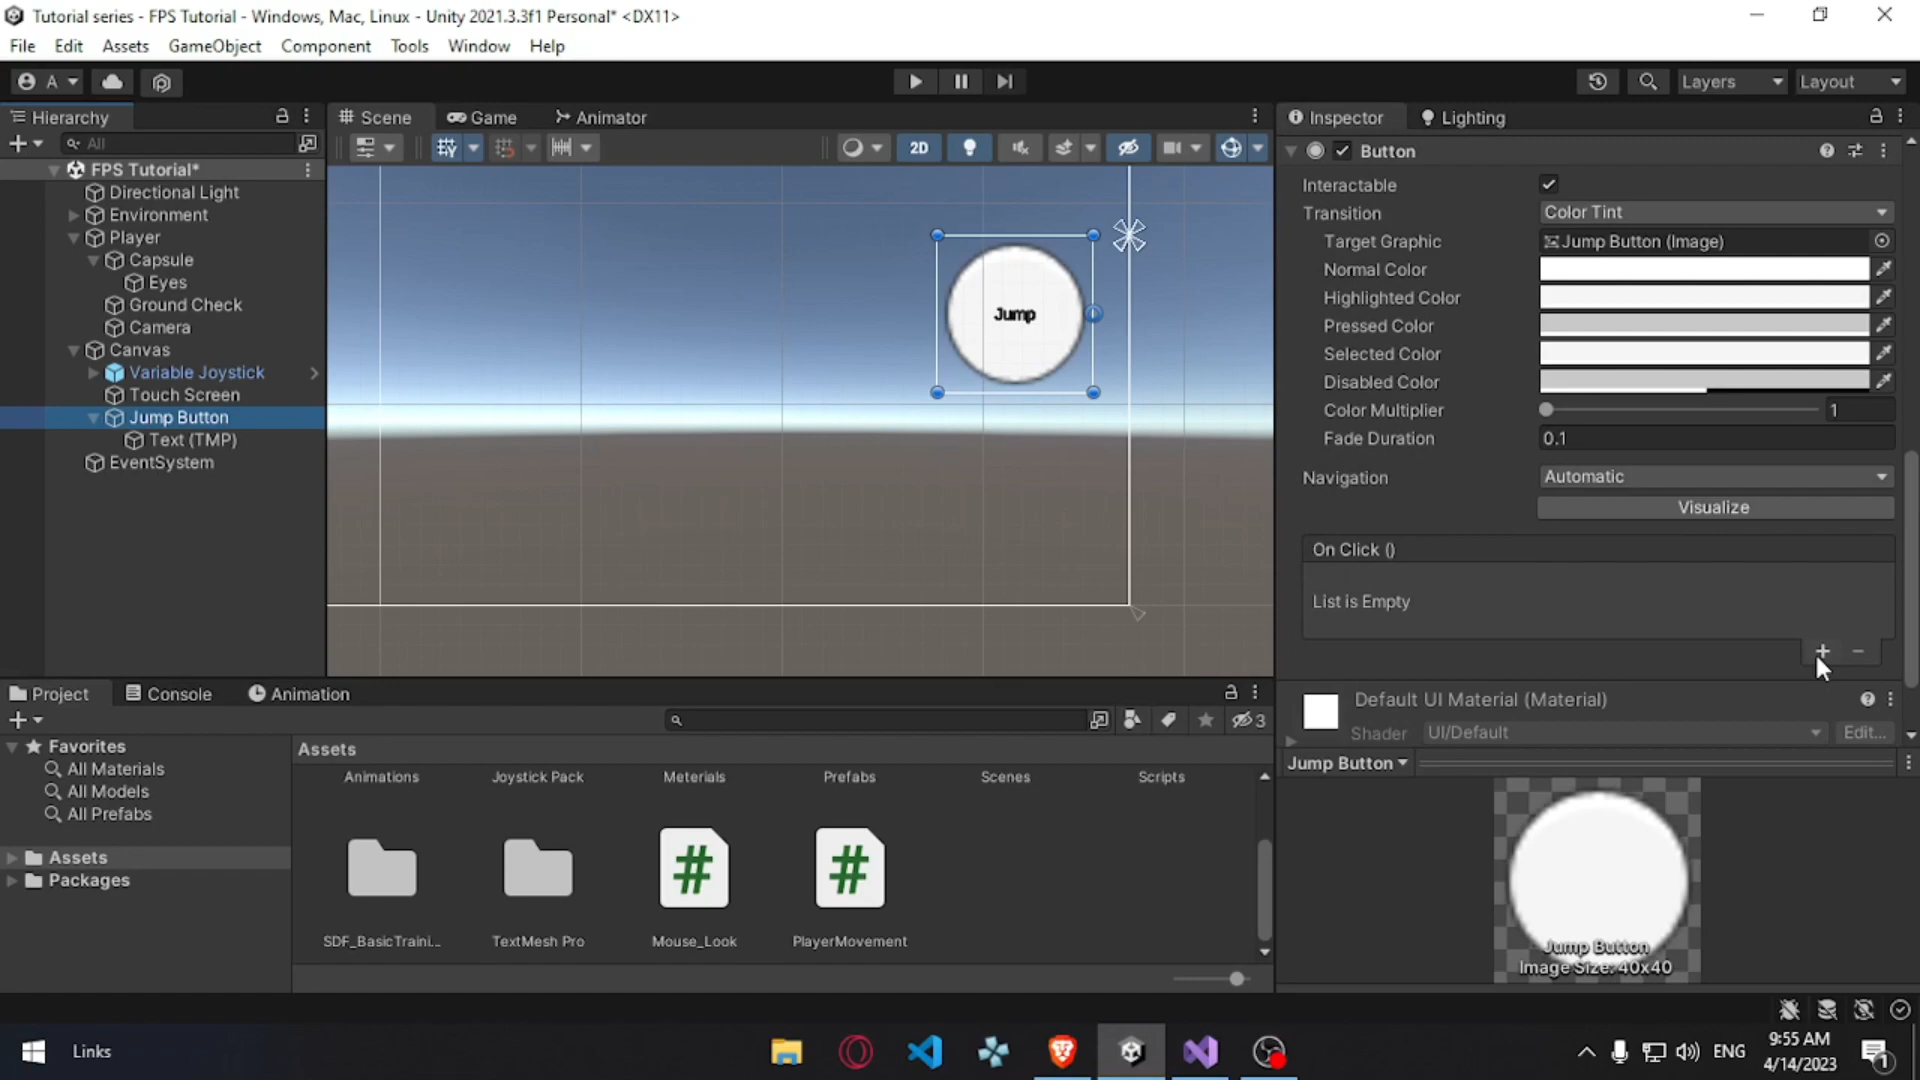 Tutorial series - FPS Tutorial - Windows, Mac, Linux - Unity 2021.3.3f1 Personal* <DX11>
File Edit Assets GameObject Component Tools Window Help
A Layers Layout
Hierarchy
All
FPS Tutorial*
Directional Light
Environment
Player
Capsule
Eyes
Ground Check
Camera
Canvas
Variable Joystick
Touch Screen
Jump Button
Text (TMP)
EventSystem
Scene Game Animator
2D
Jump
Inspector Lighting
Button
Interactable
Transition Color Tint
Target Graphic Jump Button (Image)
Normal Color
Highlighted Color
Pressed Color
Selected Color
Disabled Color
Color Multiplier 1
Fade Duration 0.1
Navigation Automatic
Visualize
On Click ()
List is Empty
Default UI Material (Material)
Shader UI/Default Edit...
Jump Button
Jump Button
Image Size: 40x40
Project Console Animation
3
Favorites
All Materials
All Models
All Prefabs
Assets
Packages
Assets
Animations Joystick Pack Meterials Prefabs Scenes Scripts
SDF_BasicTraini... TextMesh Pro Mouse_Look PlayerMovement
Links
ENG
9:55 AM
4/14/2023
1